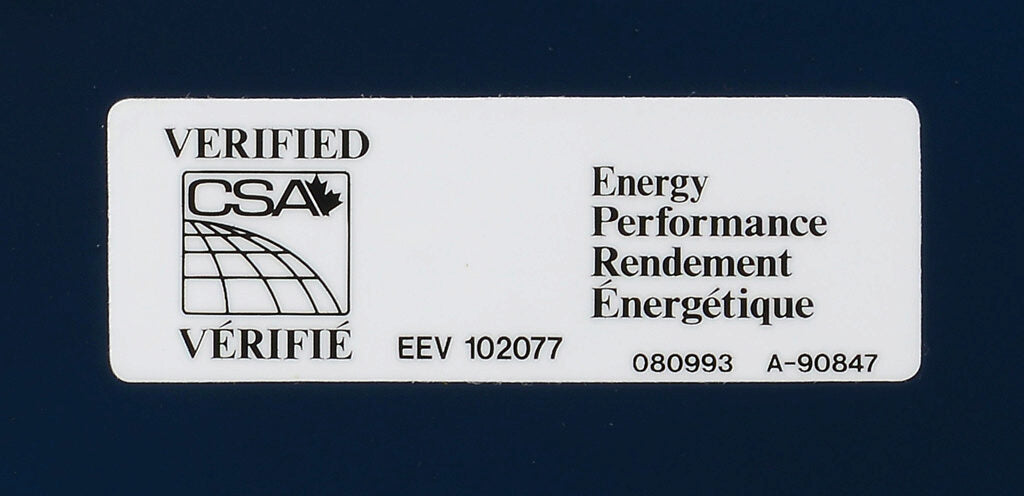 VERIFIED
CSA
VÉRIFIÉ
EEV 102077
Energy
Performance
Rendement
Énergétique
080993 A-90847